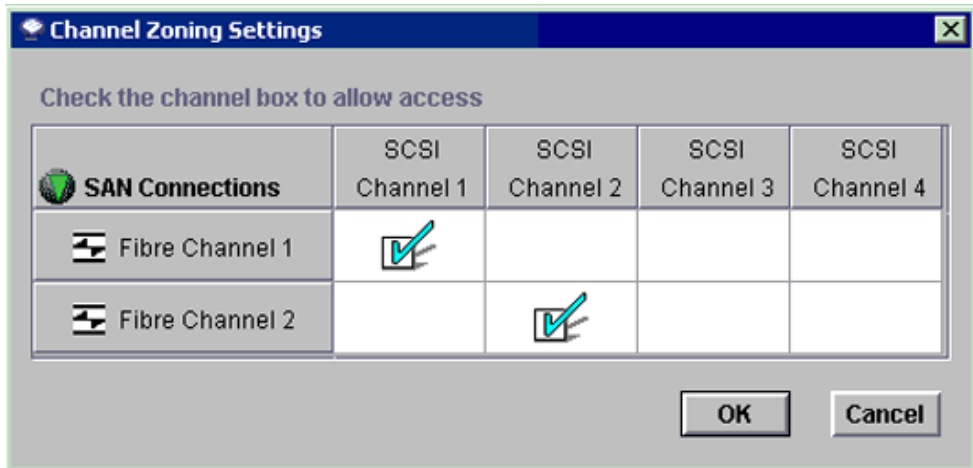 Channel Zoning Settings
Check the channel box to allow access
SAN Connections
SCSI Channel 1
SCSI Channel 2
SCSI Channel 3
SCSI Channel 4
Fibre Channel 1
Fibre Channel 2
OK
Cancel